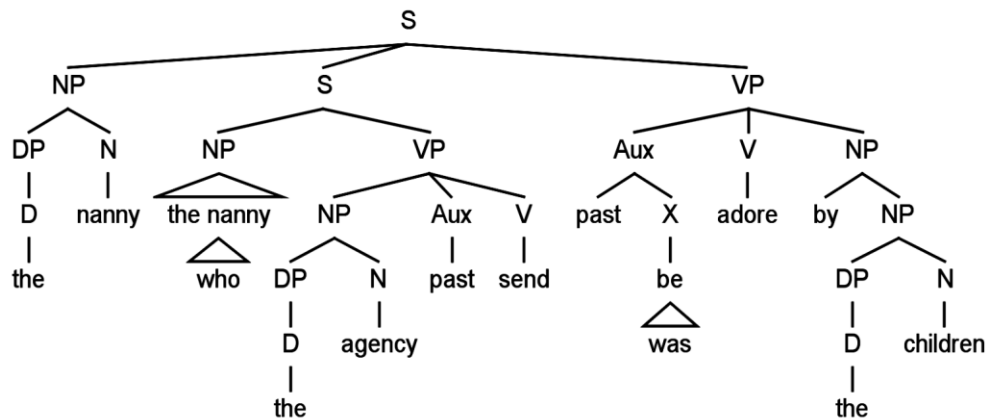 S
NP S VP
DP N NP VP Aux V NP
D nanny the nanny NP Aux V past X adore by NP
the who DP N past send be DP N
D agency was D children
the the